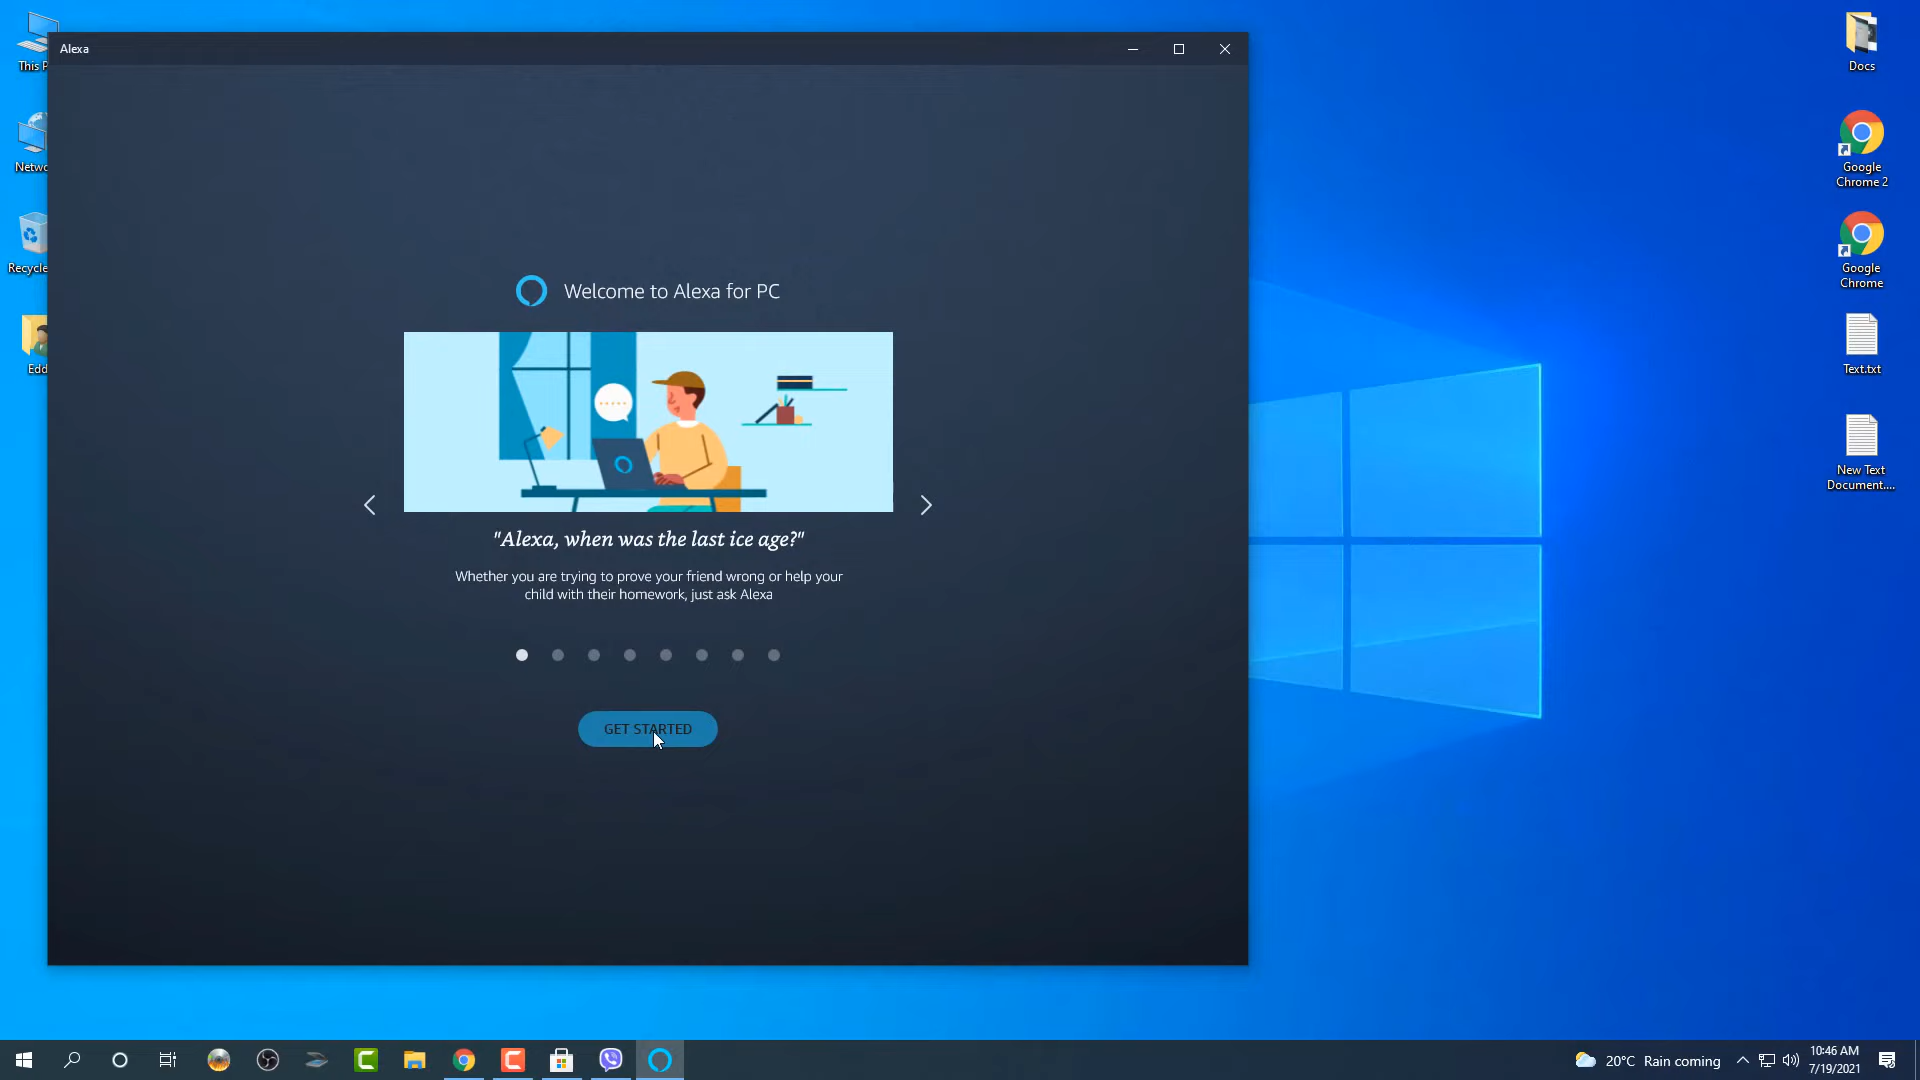 Alexa
This P
Netwo
Recycle
Edd
Welcome to Alexa for PC
"Alexa, when was the last ice age?"
Whether you are trying to prove your friend wrong or help your
child with their homework, just ask Alexa
GET STARTED
Docs
Google
Chrome 2
Google
Chrome
Text.txt
New Text
Document....
20°C Rain coming
10:46 AM
7/19/2021